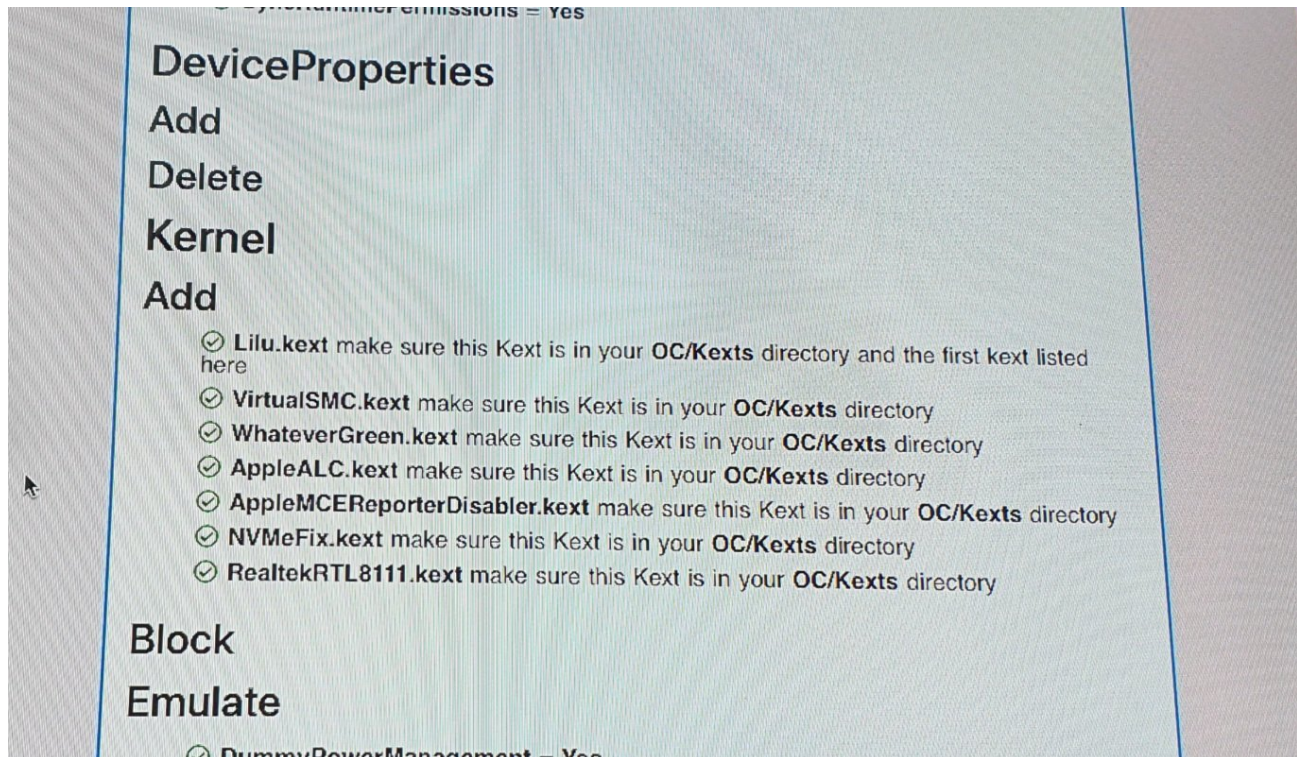 = Yes
DeviceProperties
Add
Delete
Kernel
Add
Lilu.kext make sure this Kext is in your OC/Kexts directory and the first kext listed
here
VirtualSMC.kext make sure this Kext is in your OC/Kexts directory
WhateverGreen.kext make sure this Kext is in your OC/Kexts directory
AppleALC.kext make sure this Kext is in your OC/Kexts directory
AppleMCEReporterDisabler.kext make sure this Kext is in your OC/Kexts directory
NVMeFix.kext make sure this Kext is in your OC/Kexts directory
RealtekRTL8111.kext make sure this Kext is in your OC/Kexts directory
Block
Emulate
DummyPowerManagement = Yes